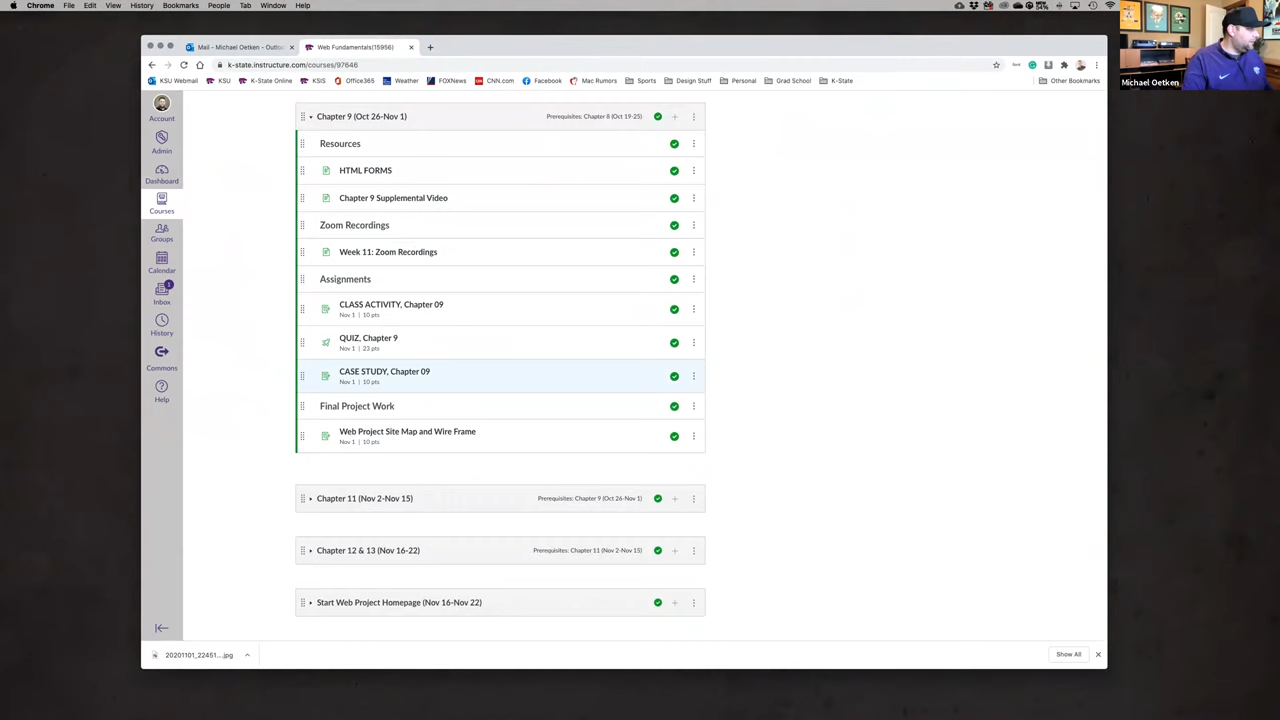 Chrome File Edit View History Bookmarks People Tab Window Help
Michael Oetken
Mail - Michael Oetken - Outlo
Web Fundamentals(15956)
k-state.instructure.com/courses/97646
KSU Webmail KSU K-State Online KSIS Office365 Weather FOXNews CNN.com Facebook Mac Rumors Sports Design Stuff Personal Grad School K-State Other Bookmarks
Account
Admin
Dashboard
Courses
Groups
Calendar
1
Inbox
History
Commons
Help
Chapter 9 (Oct 26-Nov 1) Prerequisites: Chapter 8 (Oct 19-25)
Resources
HTML FORMS
Chapter 9 Supplemental Video
Zoom Recordings
Week 11: Zoom Recordings
Assignments
CLASS ACTIVITY, Chapter 09
Nov 1 | 10 pts
QUIZ, Chapter 9
Nov 1 | 23 pts
CASE STUDY, Chapter 09
Nov 1 | 10 pts
Final Project Work
Web Project Site Map and Wire Frame
Nov 1 | 10 pts
Chapter 11 (Nov 2-Nov 15) Prerequisites: Chapter 9 (Oct 26-Nov 1)
Chapter 12 & 13 (Nov 16-22) Prerequisites: Chapter 11 (Nov 2-Nov 15)
Start Web Project Homepage (Nov 16-Nov 22)
20201101_22451....jpg
Show All